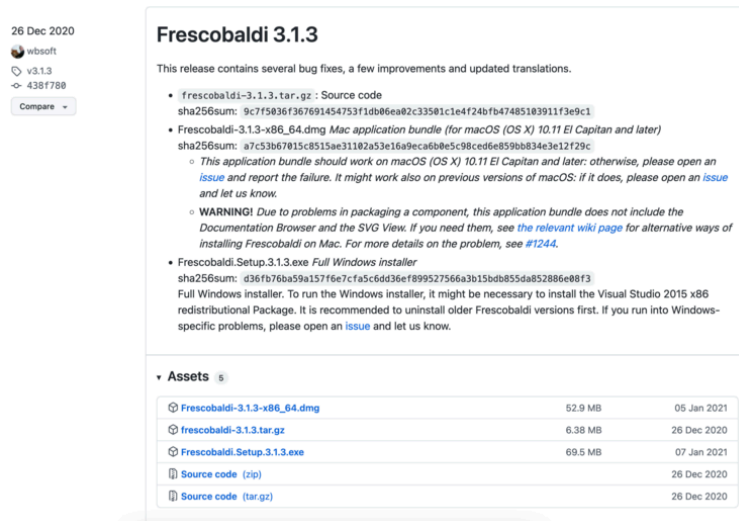 26 Dec 2020
wbsoft
v3.1.3
438f780
Compare
Frescobaldi 3.1.3
This release contains several bug fixes, a few improvements and updated translations.
frescobaldi-3.1.3.tar.gz : Source code
sha256sum: 9c7f5036f367691454753f1db06ea02c33501c1e4f24bfb47485103911f3e9c1
Frescobaldi-3.1.3-x86_64.dmg Mac application bundle (for macOS (OS X) 10.11 El Capitan and later)
sha256sum: a7c53b67015c8515ae31102a53e16a9eca6b0e5c98ced6e859bb834e3e12f29c
This application bundle should work on macOS (OS X) 10.11 El Capitan and later: otherwise, please open an
issue and report the failure. It might work also on previous versions of macOS: if it does, please open an issue
and let us know.
WARNING! Due to problems in packaging a component, this application bundle does not include the
Documentation Browser and the SVG View. If you need them, see the relevant wiki page for alternative ways of
installing Frescobaldi on Mac. For more details on the problem, see #1244.
Frescobaldi.Setup.3.1.3.exe Full Windows installer
sha256sum: d36fb76ba59a157f6e7cfa5c6dd36ef899527566a3b15bdb855da852886e08f3
Full Windows installer. To run the Windows installer, it might be necessary to install the Visual Studio 2015 x86
redistributional Package. It is recommended to uninstall older Frescobaldi versions first. If you run into Windows-
specific problems, please open an issue and let us know.
Assets 5
Frescobaldi-3.1.3-x86_64.dmg 52.9 MB 05 Jan 2021
frescobaldi-3.1.3.tar.gz 6.38 MB 26 Dec 2020
Frescobaldi.Setup.3.1.3.exe 69.5 MB 07 Jan 2021
Source code (zip) 26 Dec 2020
Source code (tar.gz) 26 Dec 2020